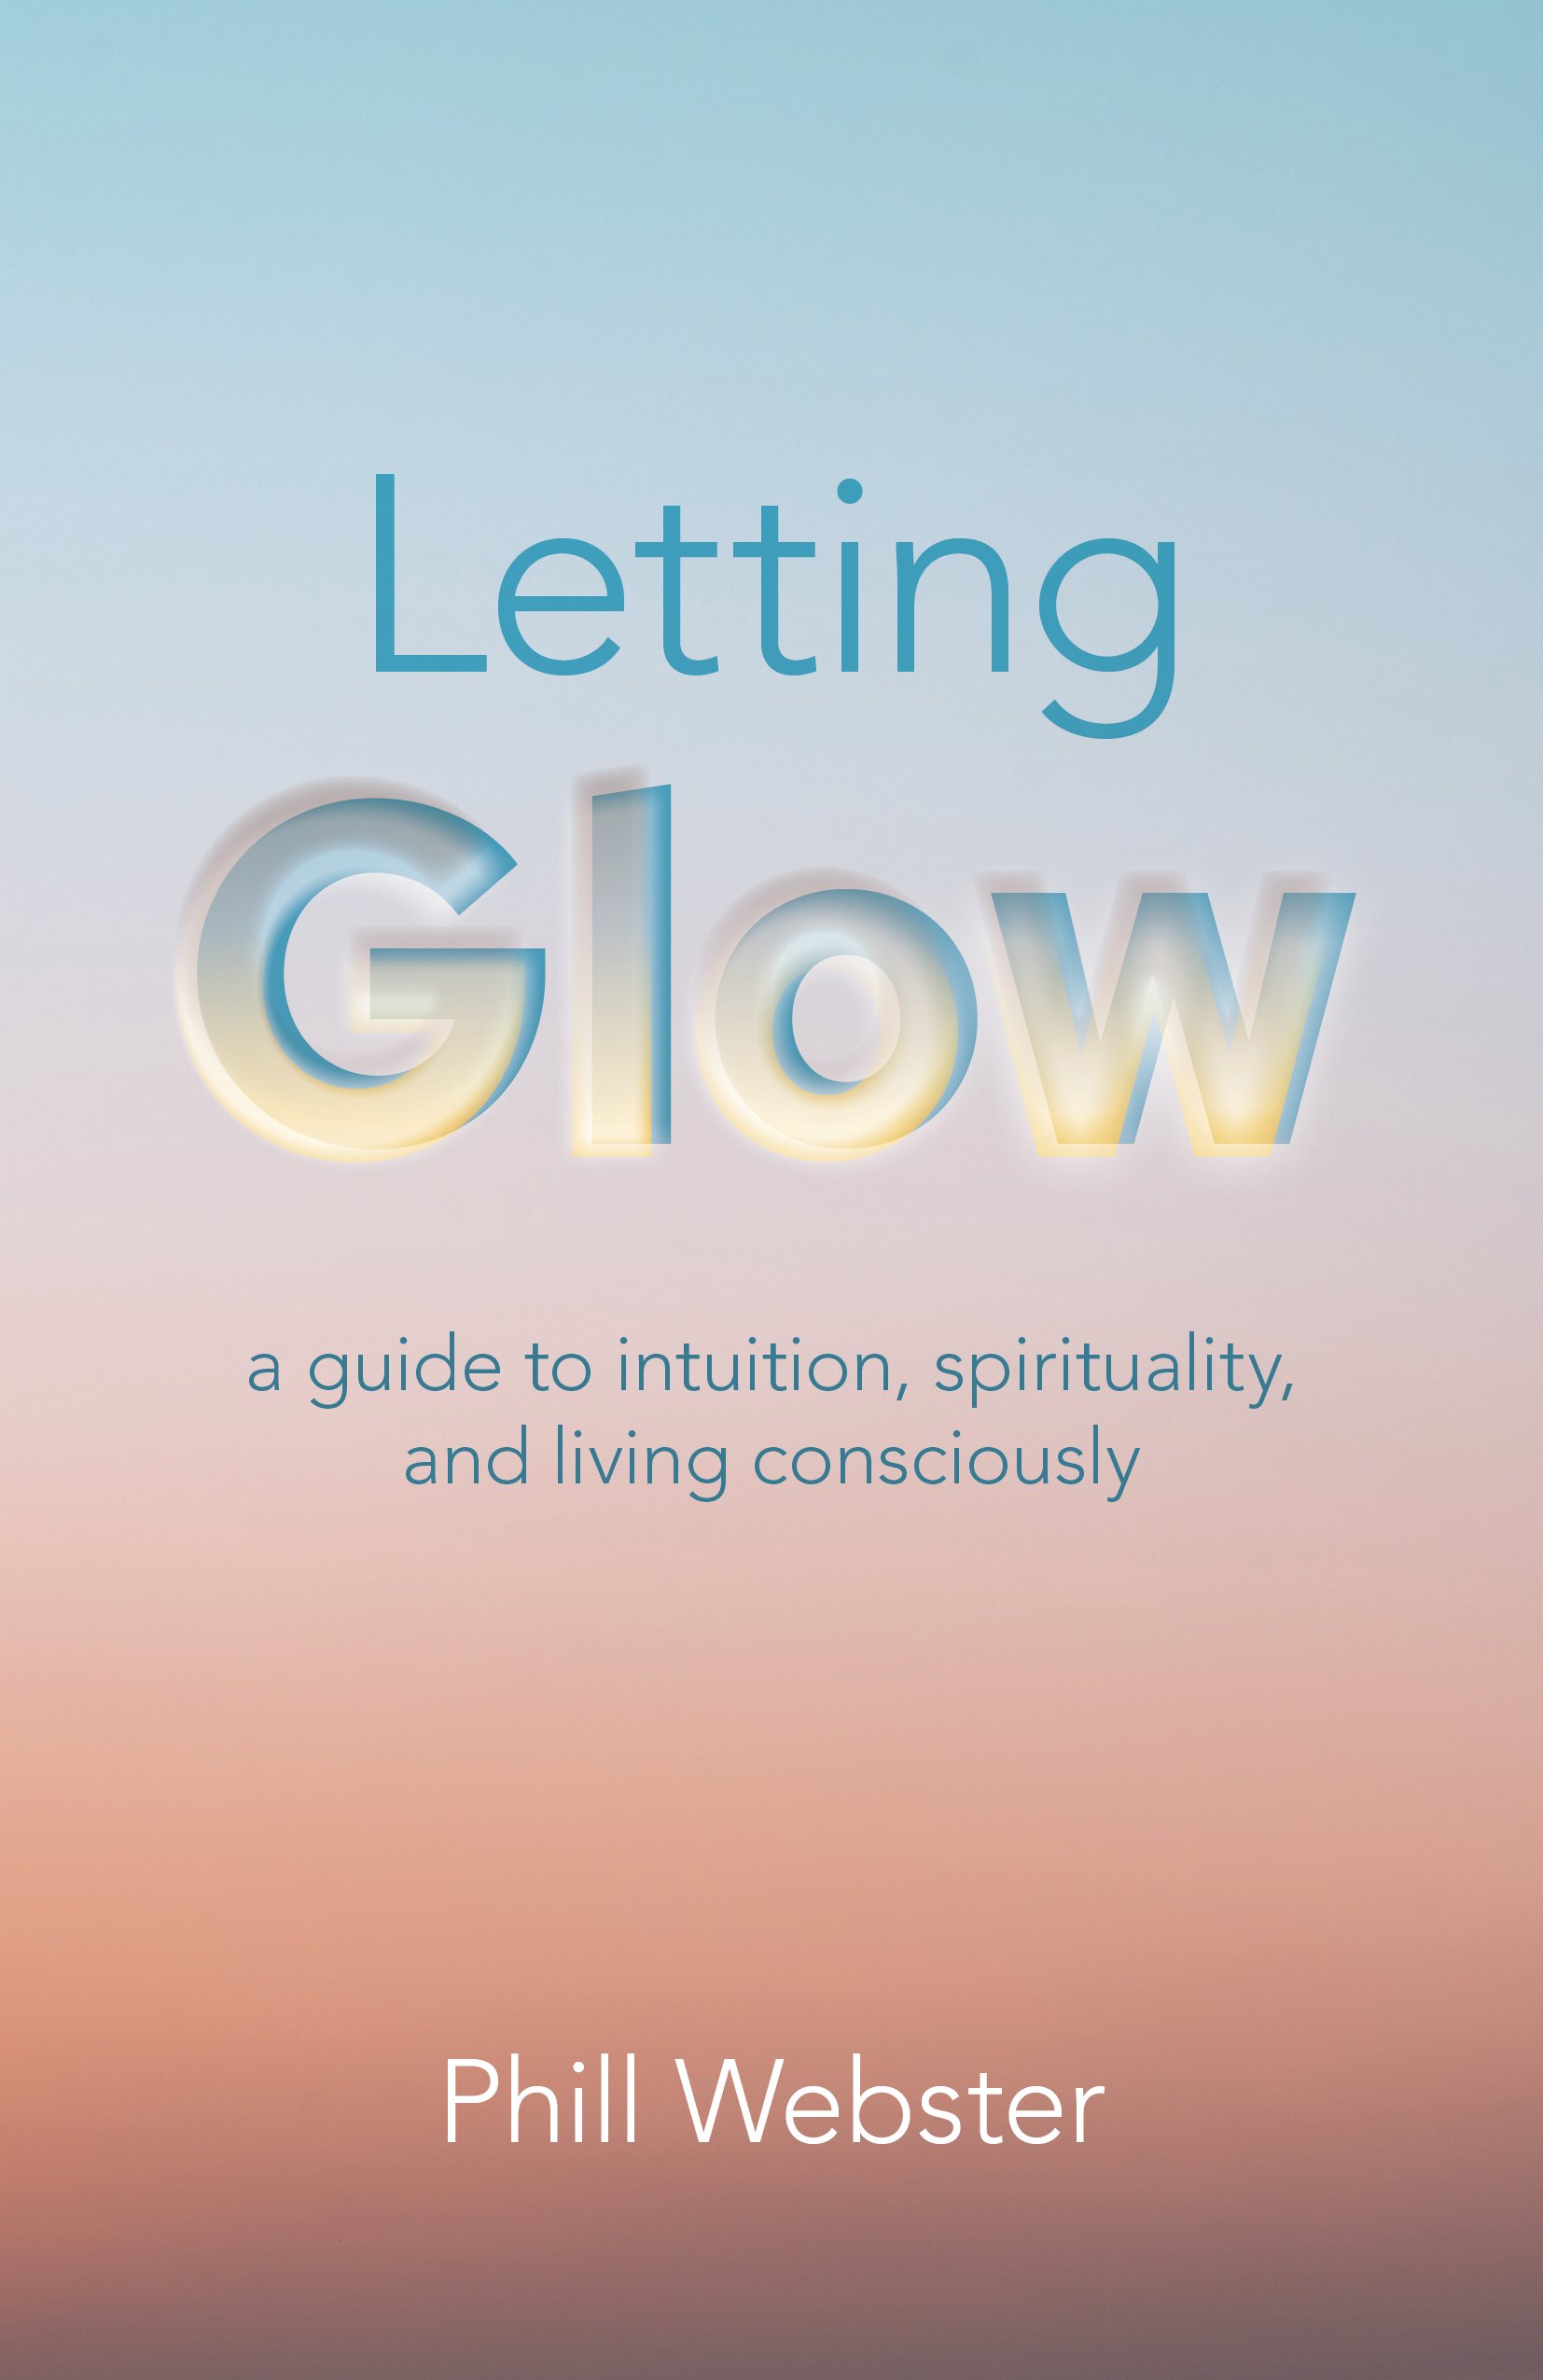 Letting
Glow
a guide to intuition, spirituality,
and living consciously
Phill Webster